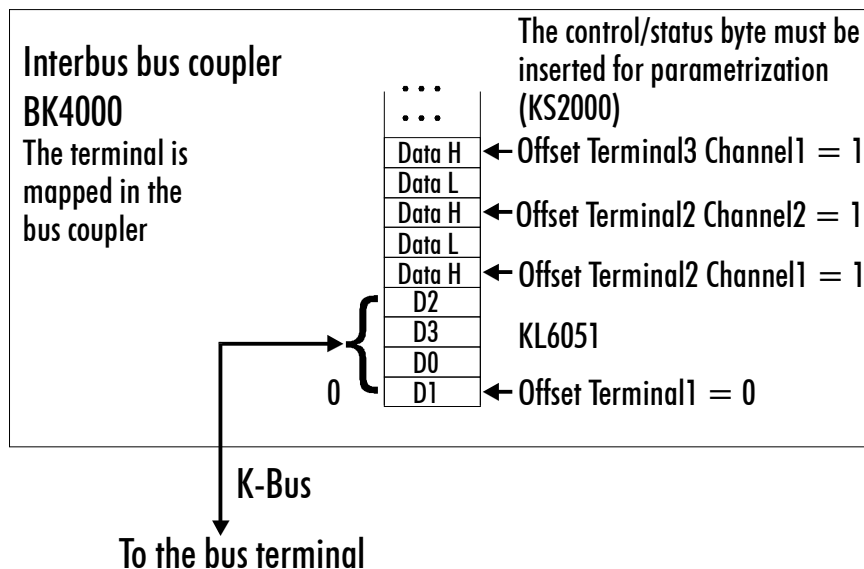 Interbus bus coupler
BK4000
The terminal is
mapped in the
bus coupler
The control/status byte must be
inserted for parametrization
(KS2000)
...
...
Data H
Offset Terminal3 Channel1 = 1
Data L
Data H
Offset Terminal2 Channel2 = 1
Data L
Data H
Offset Terminal2 Channel1 = 1
D2
D3
KL6051
D0
0
D1
Offset Terminal1 = 0
K-Bus
To the bus terminal